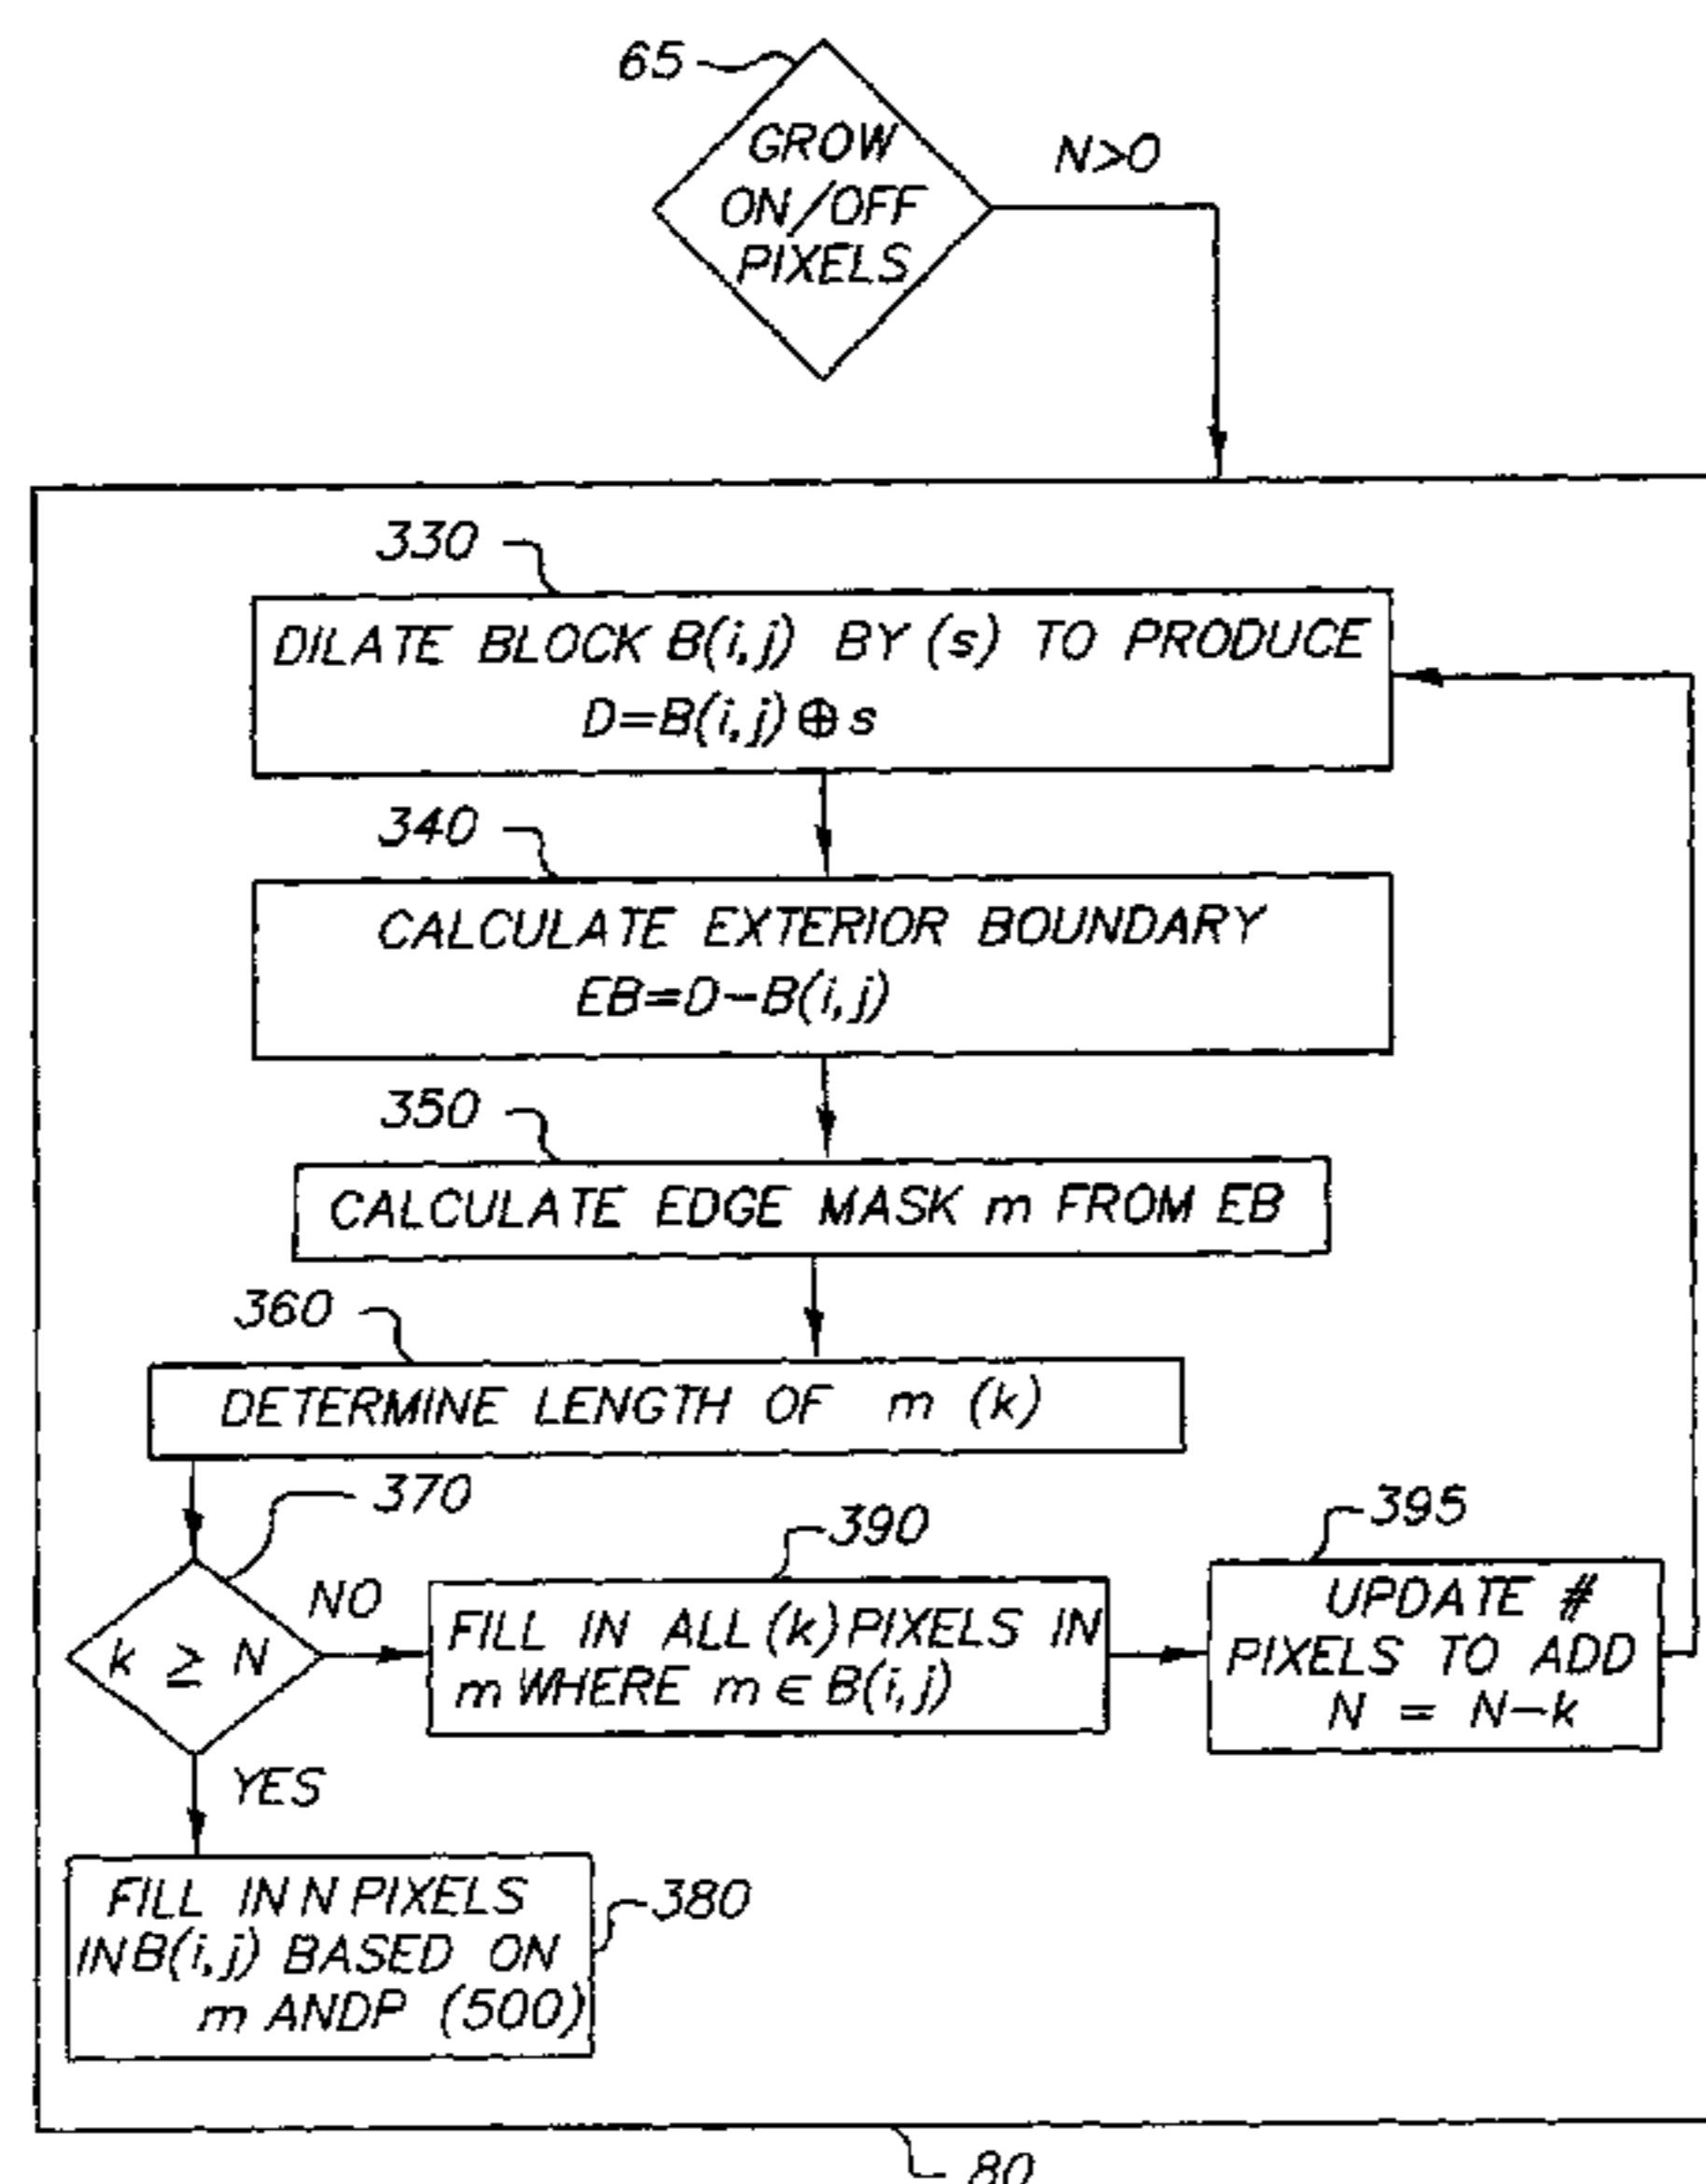 65
GROW
ON/OFF
PIXELS
N>0
330
DILATE BLOCK B(i,j) BY (s) TO PRODUCE
D=B(i,j)⊕s
340
CALCULATE EXTERIOR BOUNDARY
EB=D-B(i,j)
350
CALCULATE EDGE MASK m FROM EB
360
DETERMINE LENGTH OF m (k)
370
k ≥ N
NO
390
FILL IN ALL (k) PIXELS IN
m WHERE m ∈ B(i,j)
395
UPDATE #
PIXELS TO ADD
N = N-k
YES
FILL IN N PIXELS
IN B(i,j) BASED ON
m ANDP (500)
380
80